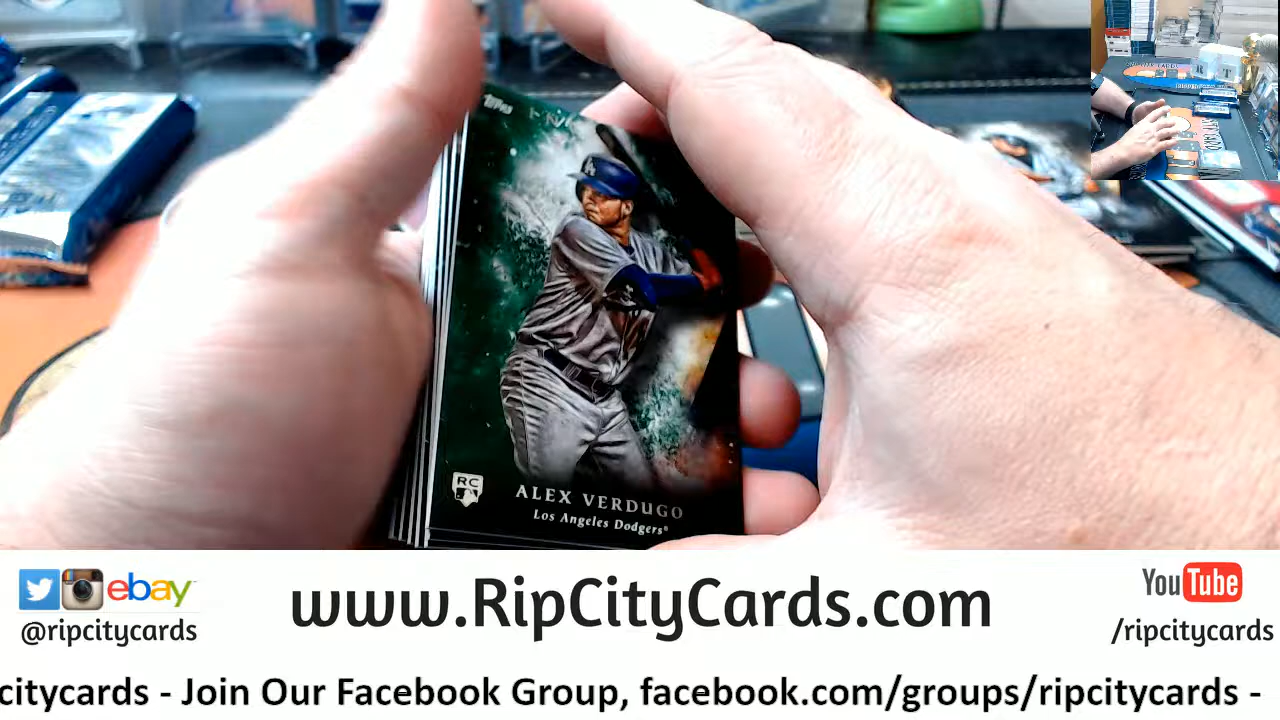 Topps
RC
ALEX VERDUGO
Los Angeles Dodgers®
ebay
@ripcitycards
www.RipCityCards.com
YouTube
/ripcitycards
citycards - Join Our Facebook Group, facebook.com/groups/ripcitycards -